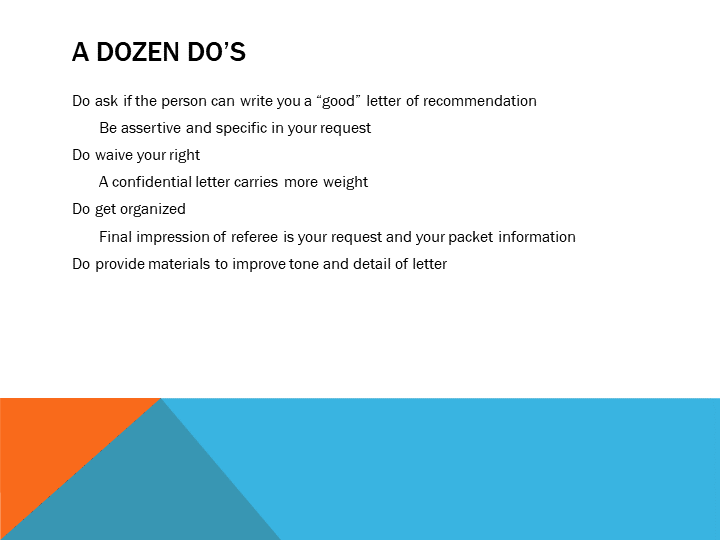 A DOZEN DO’S
Do ask if the person can write you a “good” letter of recommendation
Be assertive and specific in your request
Do waive your right
A confidential letter carries more weight
Do get organized
Final impression of referee is your request and your packet information
Do provide materials to improve tone and detail of letter